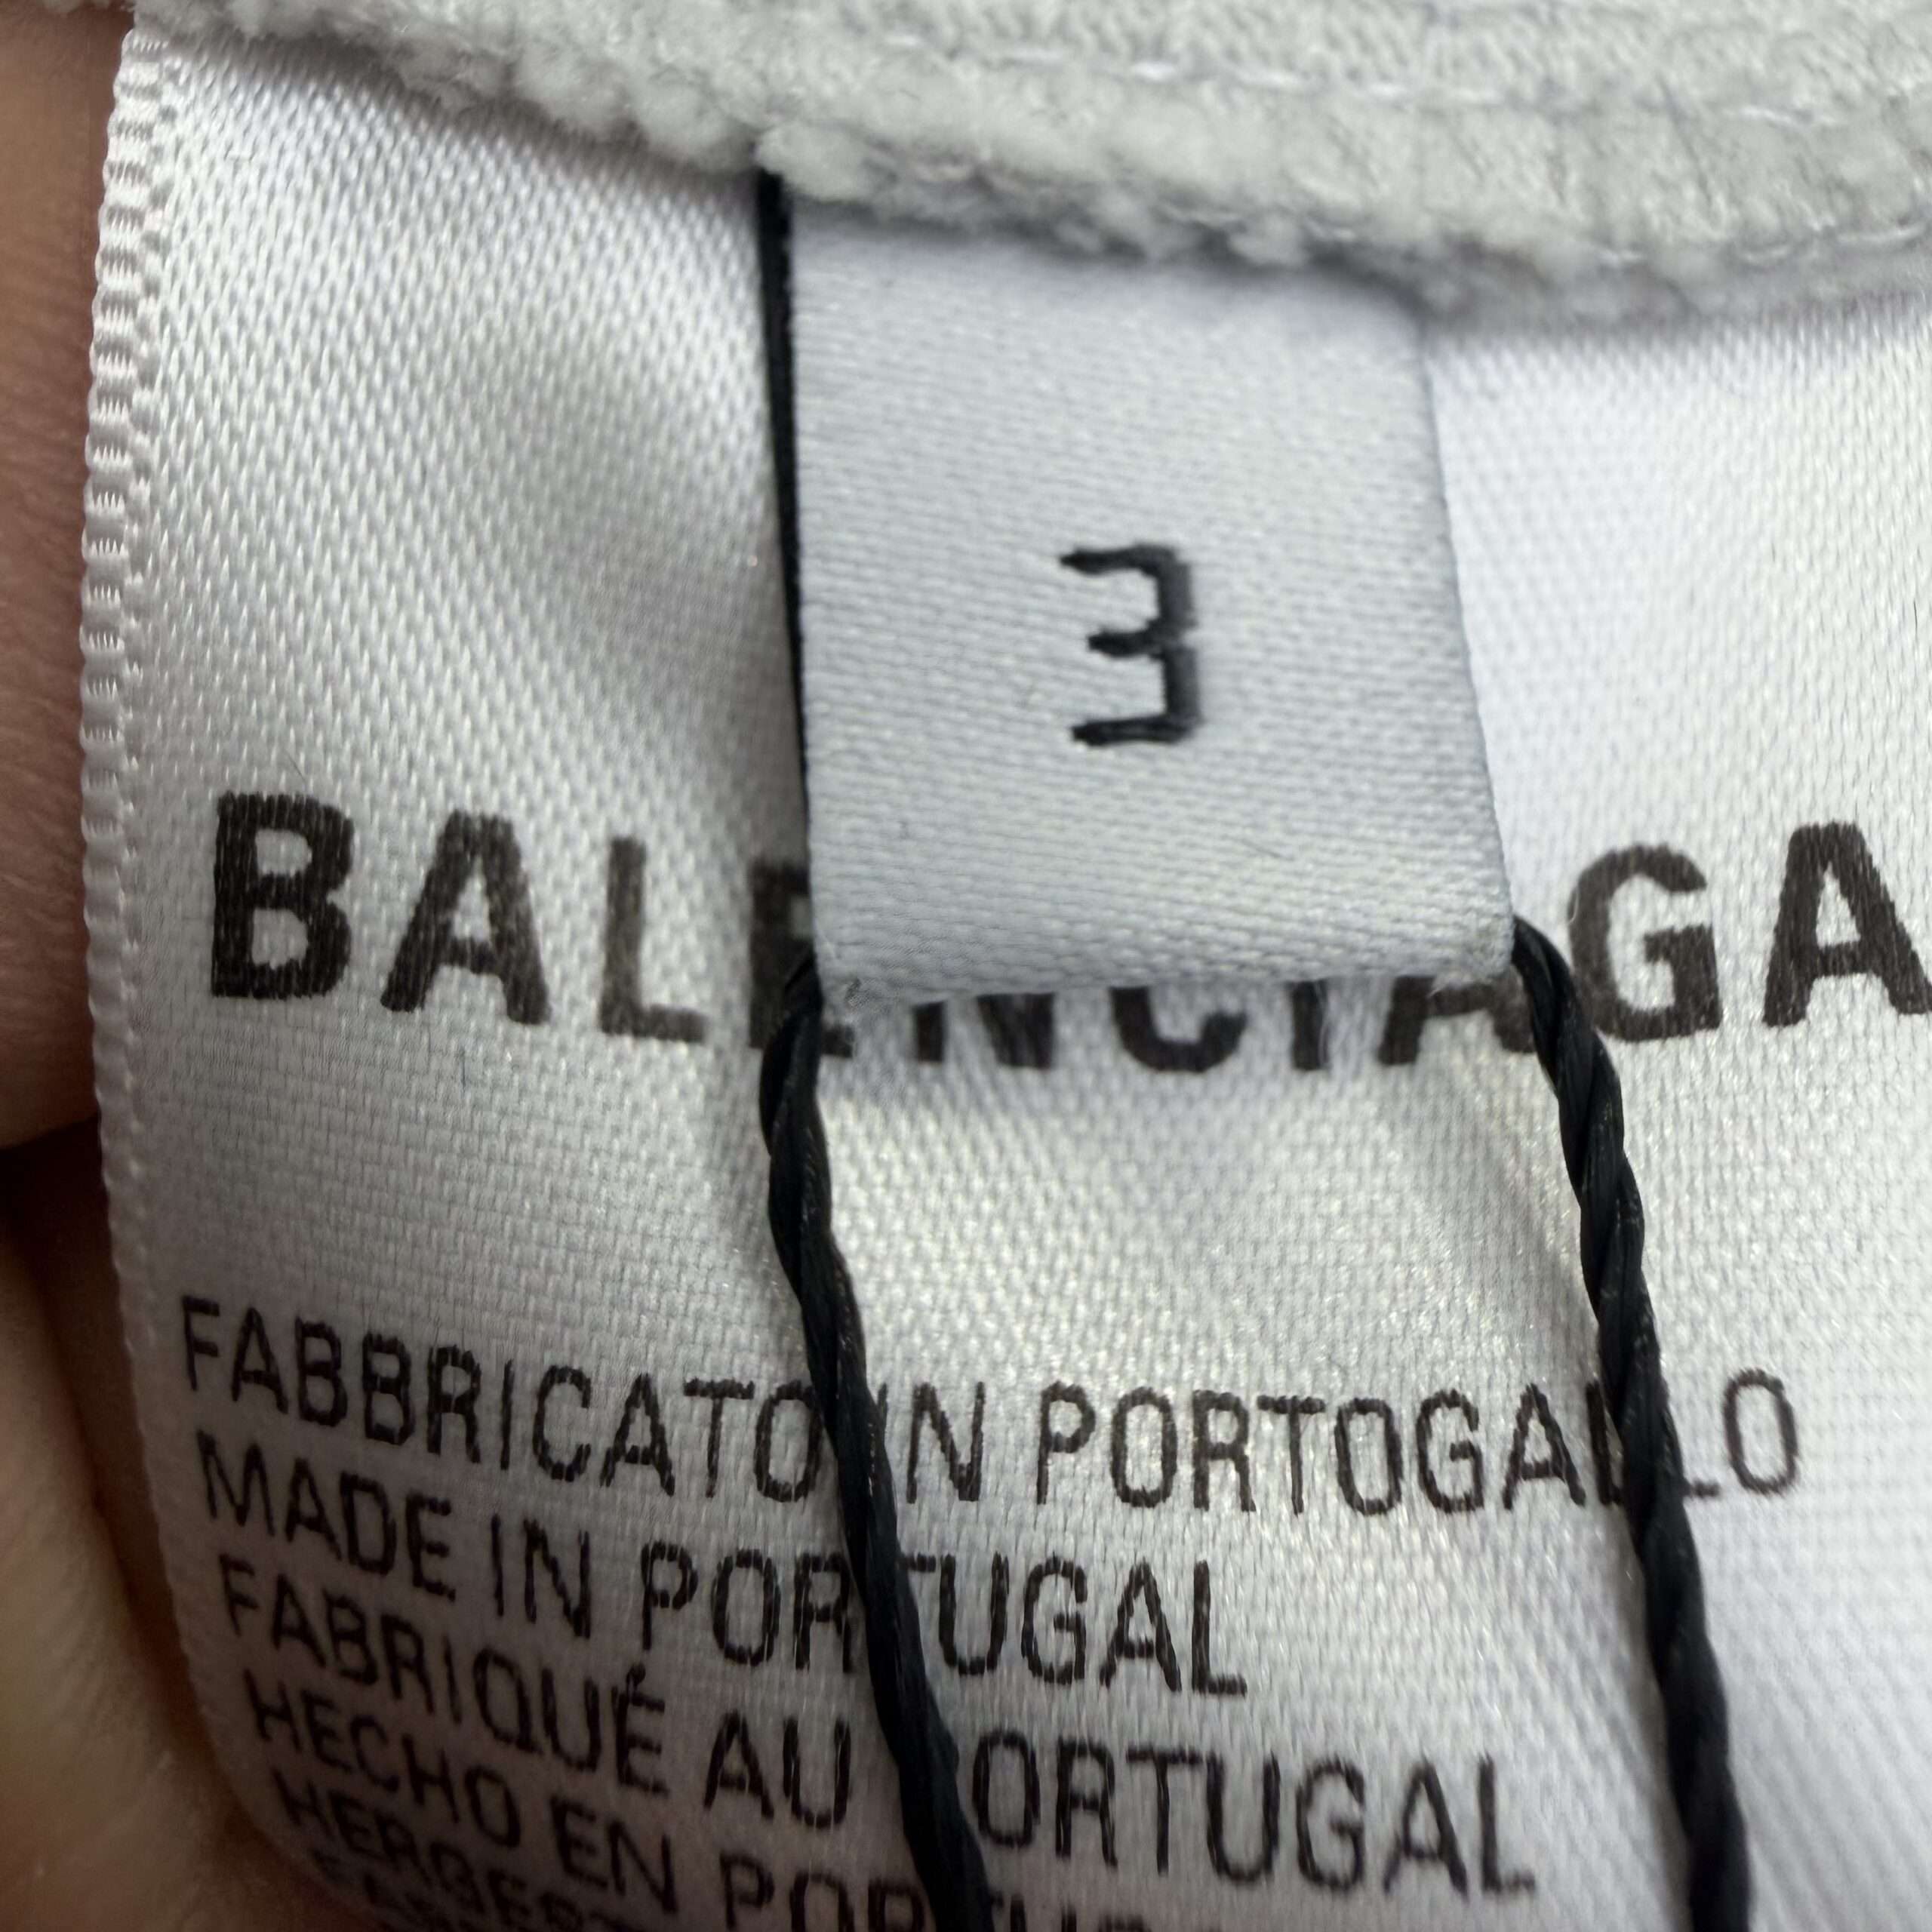 3
BALENCIAGA
FABBRICATO IN PORTOGALLO
MADE IN PORTUGAL
FABRIQUÉ AU PORTUGAL
HECHO EN PORTUGAL